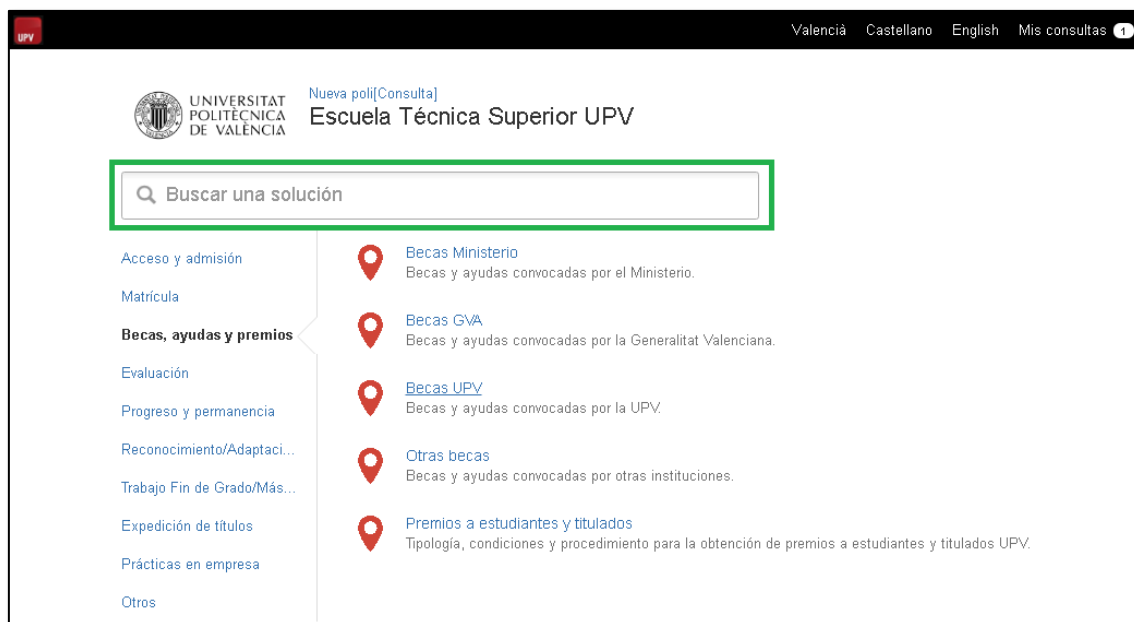 UPV
Valencià Castellano English Mis consultas 1
UNIVERSITAT
POLITÈCNICA
DE VALÈNCIA
Nueva poli[Consulta]
Escuela Técnica Superior UPV
Buscar una solución
Acceso y admisión
Matrícula
Becas, ayudas y premios
Evaluación
Progreso y permanencia
Reconocimiento/Adaptaci...
Trabajo Fin de Grado/Más...
Expedición de títulos
Prácticas en empresa
Otros
Becas Ministerio
Becas y ayudas convocadas por el Ministerio.
Becas GVA
Becas y ayudas convocadas por la Generalitat Valenciana.
Becas UPV
Becas y ayudas convocadas por la UPV.
Otras becas
Becas y ayudas convocadas por otras instituciones.
Premios a estudiantes y titulados
Tipología, condiciones y procedimiento para la obtención de premios a estudiantes y titulados UPV.